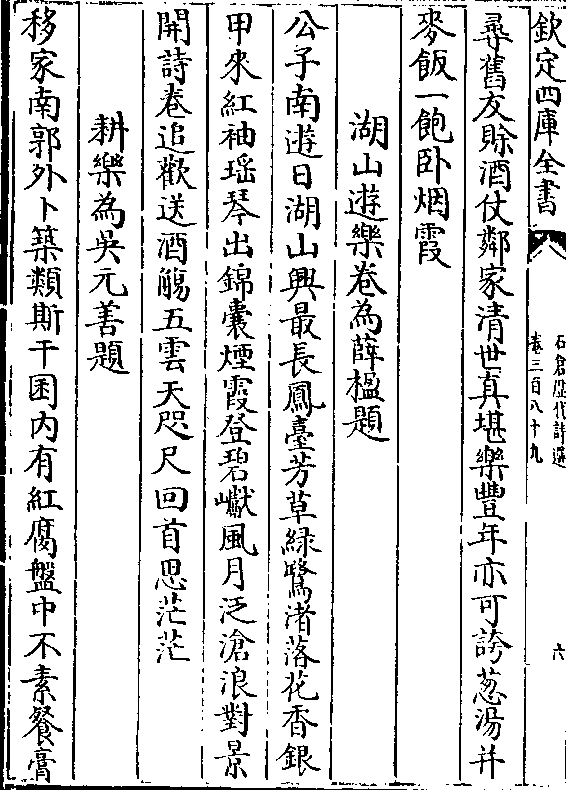 欽定四庫全書
石倉歷代詩選
卷三百八十九
六
尋舊友賒酒仗鄰家清世真堪樂豐年亦可誇葱湯并
麥飯一飽卧烟霞
湖山遊樂卷為薛楹題
公子南遊日湖山興最長鳳臺芳草綠鷺渚落花香銀
甲來紅袖瑶琴出錦囊煙霞登碧巘風月泛滄浪對景
開詩卷追歡送酒觴五雲天咫尺回首思茫茫
耕樂為吳元善題
移家南郭外卜築類斯干囷内有紅腐盤中不素餐膏